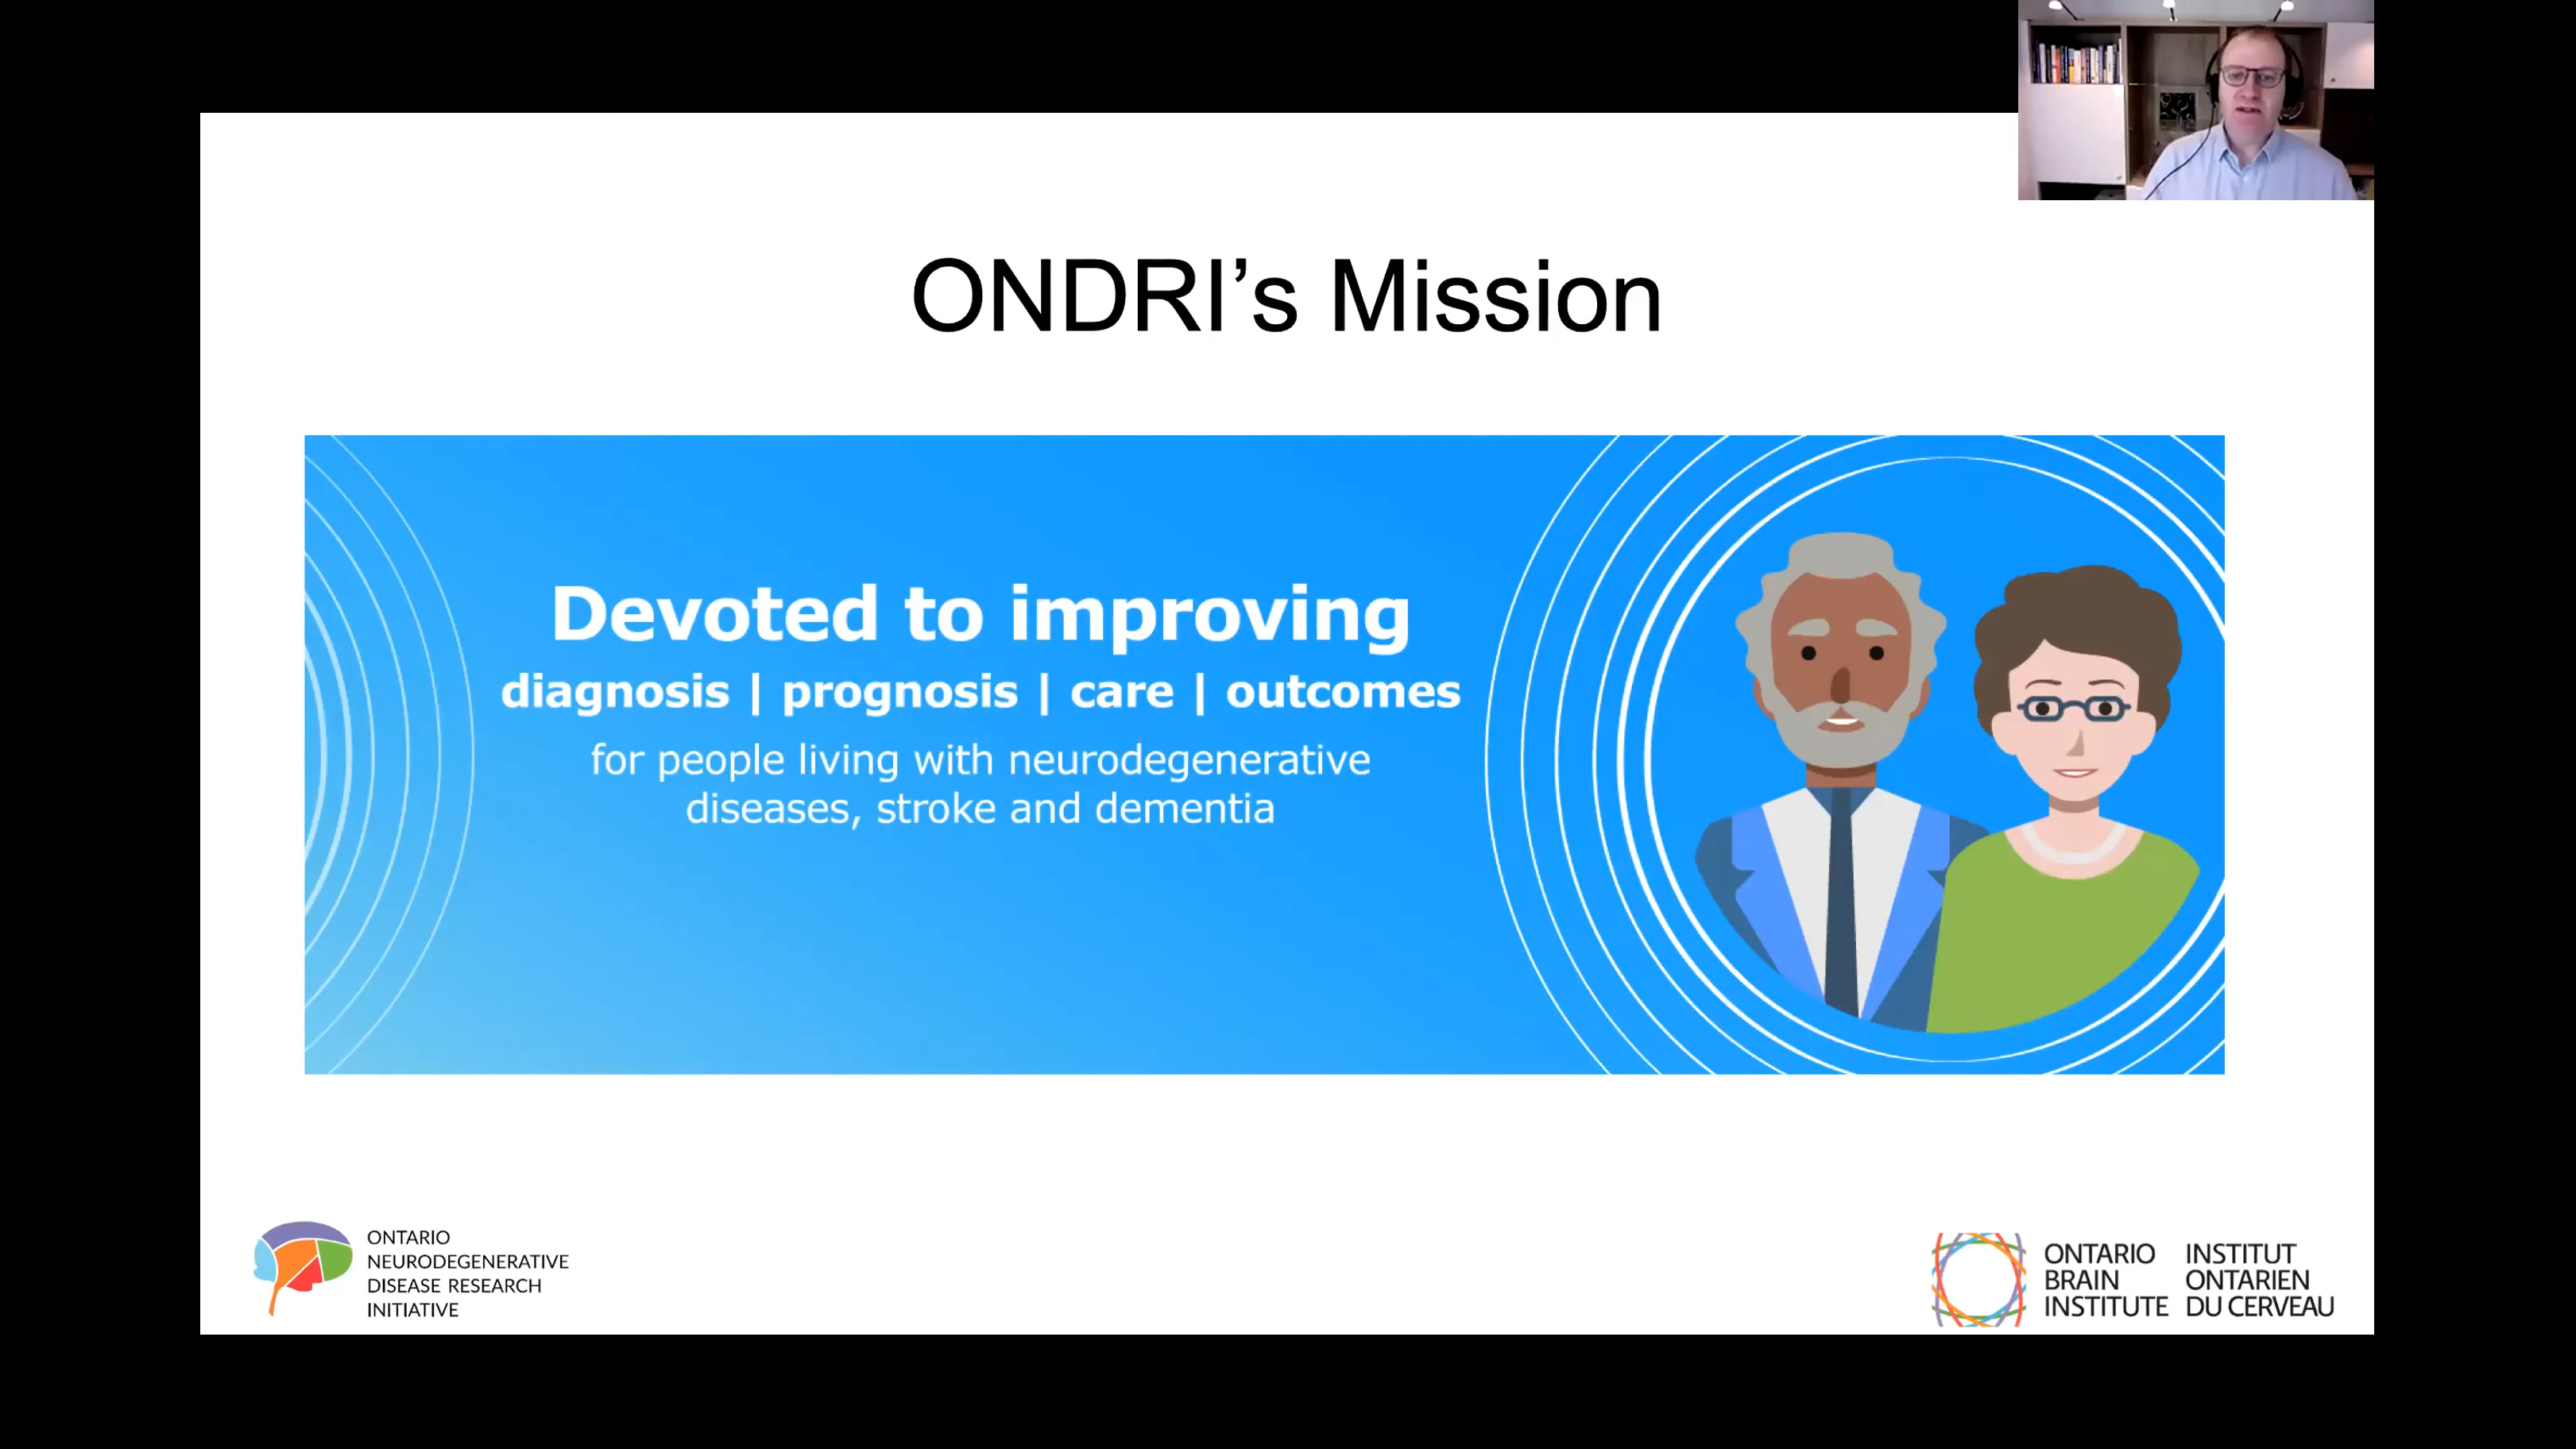 ONDRI’s Mission
Devoted to improving
diagnosis | prognosis | care | outcomes
for people living with neurodegenerative
diseases, stroke and dementia
ONTARIO
NEURODEGENERATIVE
DISEASE RESEARCH
INITIATIVE
ONTARIO
BRAIN
INSTITUTE
INSTITUT
ONTARIEN
DU CERVEAU